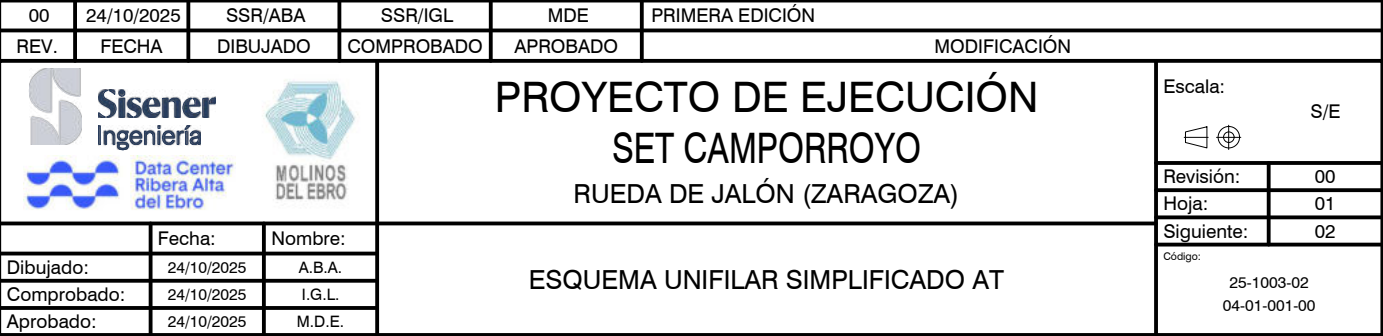 00 24/10/2025 SSR/ABA SSR/IGL MDE PRIMERA EDICIÓN
REV. FECHA DIBUJADO COMPROBADO APROBADO MODIFICACIÓN
Sisener
Ingeniería
Data Center
Ribera Alta
del Ebro
MOLINOS
DEL EBRO
PROYECTO DE EJECUCIÓN
SET CAMPORROYO
RUEDA DE JALÓN (ZARAGOZA)
Escala:
S/E
Revisión: 00
Hoja: 01
Siguiente: 02
Fecha: Nombre:
Dibujado: 24/10/2025 A.B.A.
Comprobado: 24/10/2025 I.G.L.
Aprobado: 24/10/2025 M.D.E.
ESQUEMA UNIFILAR SIMPLIFICADO AT
Código:
25-1003-02
04-01-001-00